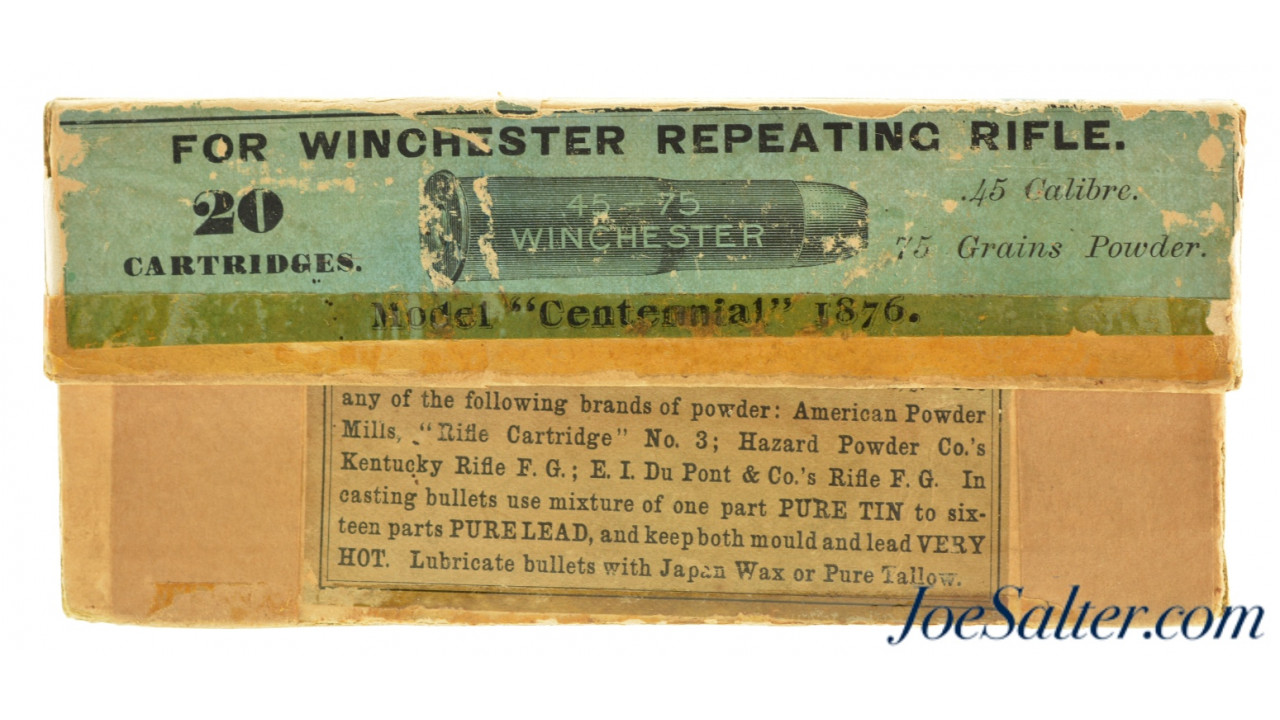 FOR WINCHESTER REPEATING RIFLE.
20
CARTRIDGES.
45-75
WINCHESTER
.45 Calibre.
75 Grains Powder.
Model "Centennial" 1876.
any of the following brands of powder: American Powder
Mills, "Rifle Cartridge" No. 3; Hazard Powder Co.'s
Kentucky Rifle F. G.; E. I. Du Pont & Co.'s Rifle F. G. In
casting bullets use mixture of one part PURE TIN to six-
teen parts PURE LEAD, and keep both mould and lead VERY
HOT. Lubricate bullets with Japan Wax or Pure Tallow.
JoeSalter.com